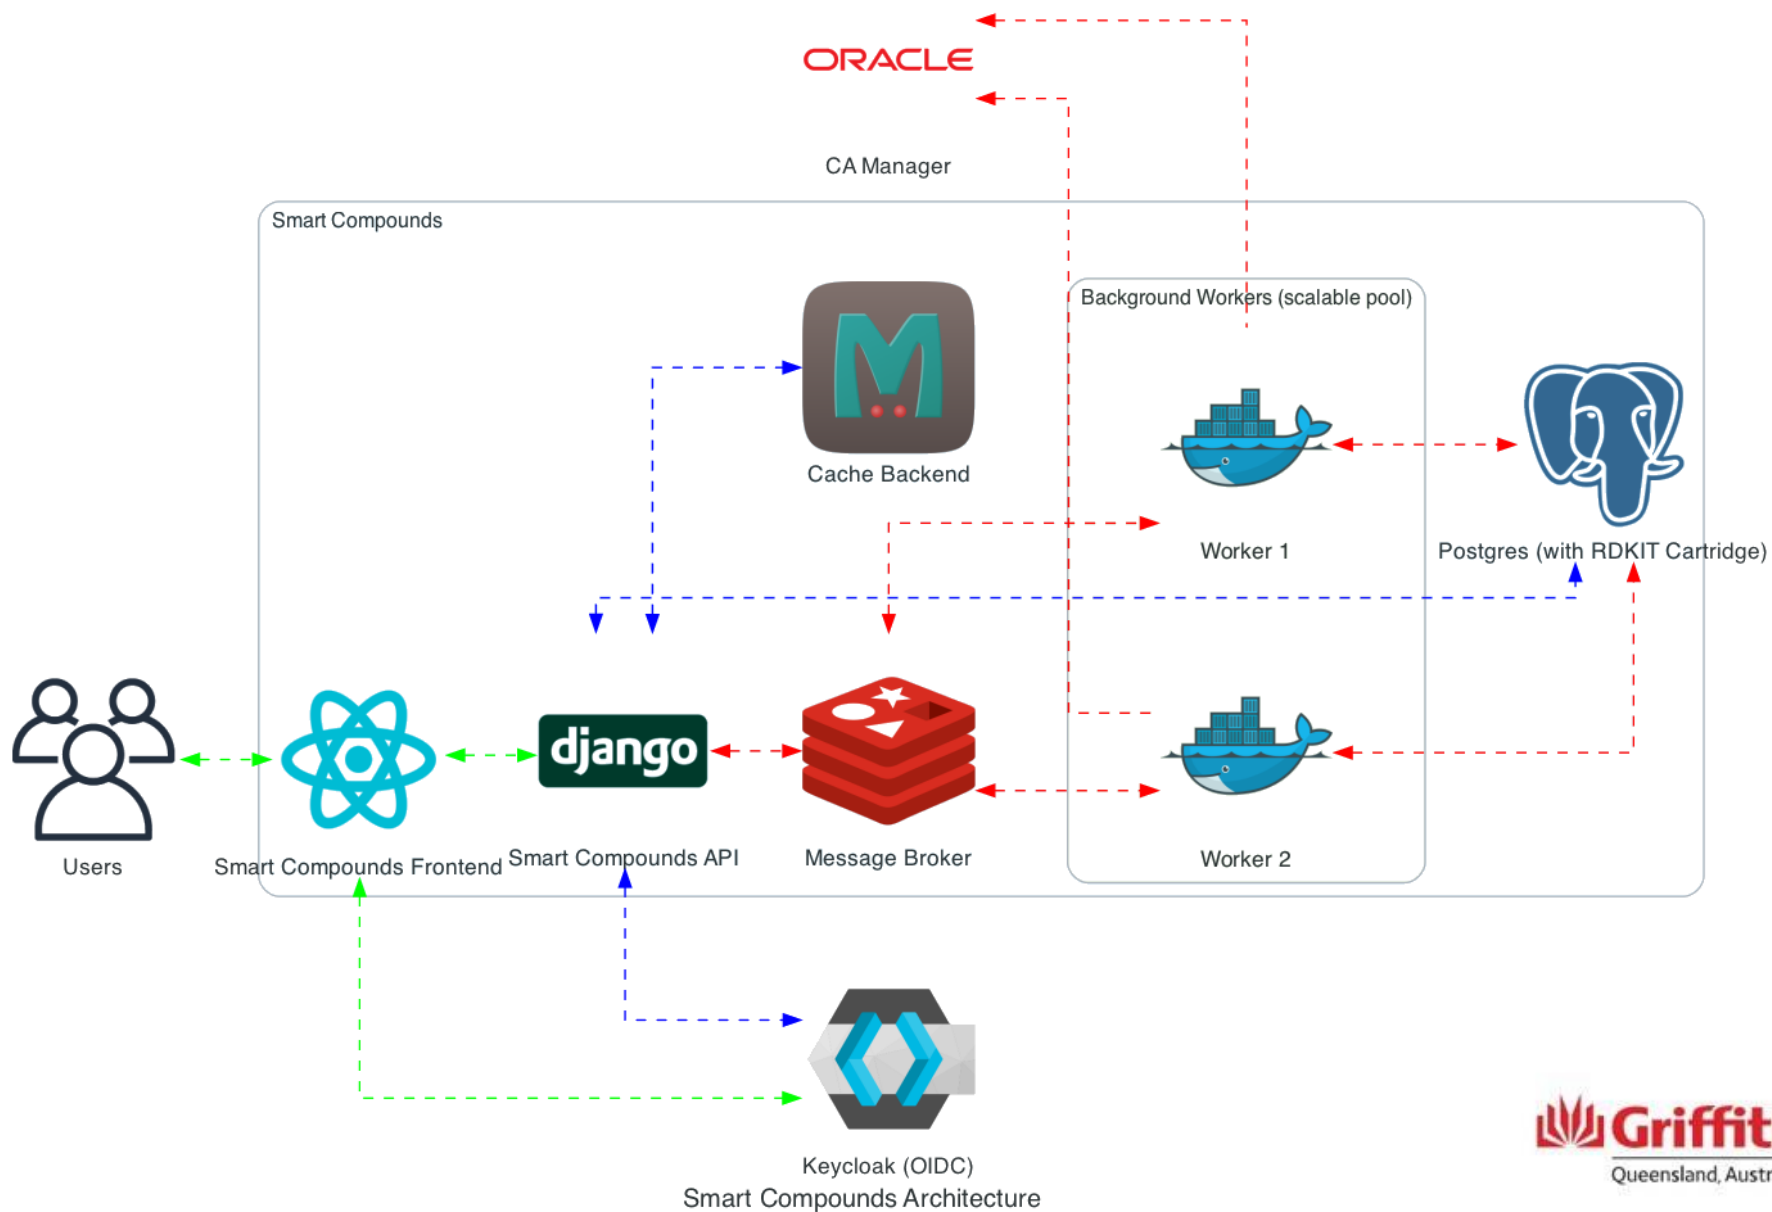 ORACLE
CA Manager
Smart Compounds
Background Workers (scalable pool)
Cache Backend
Worker 1
Postgres (with RDKIT Cartridge)
django
Users
Smart Compounds Frontend
Smart Compounds API
Message Broker
Worker 2
Keycloak (OIDC)
Smart Compounds Architecture
Griffit
Queensland, Austr